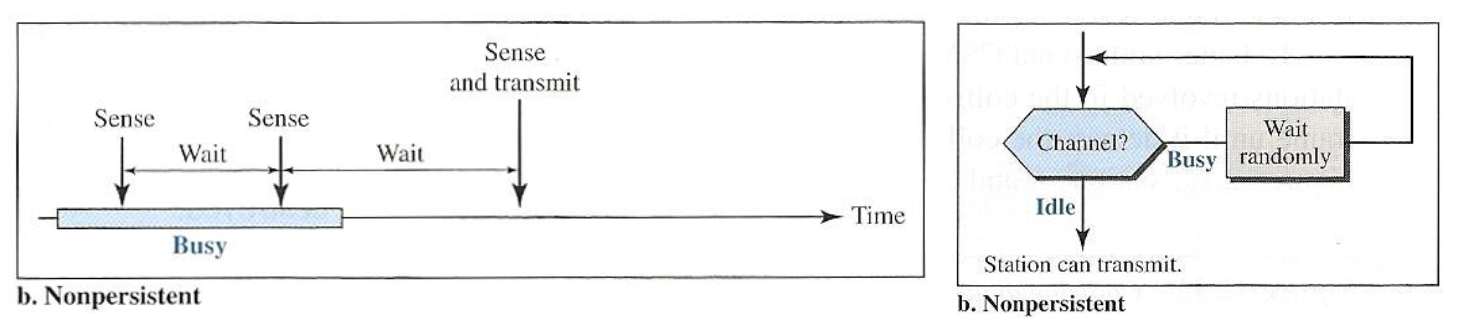 Sense
and transmit
Sense
Sense
Wait
Wait
Time
Busy
b. Nonpersistent
Channel?
Wait
randomly
Busy
Idle
Station can transmit.
b. Nonpersistent